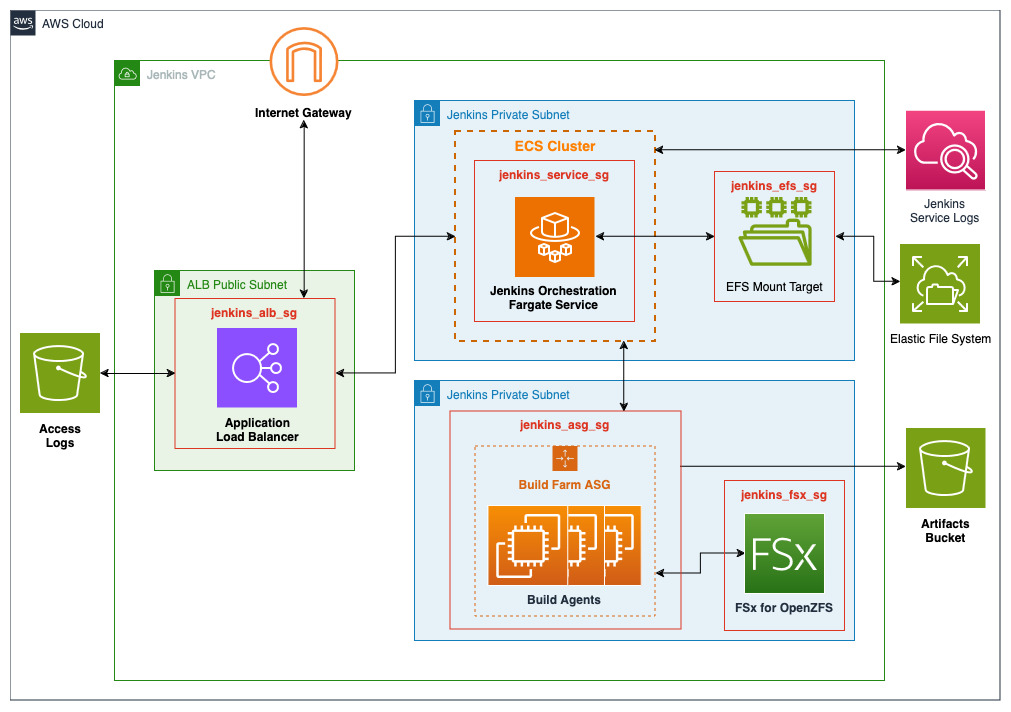 aws
AWS Cloud
Jenkins VPC
Internet Gateway
Jenkins Private Subnet
ECS Cluster
jenkins_service_sg
Jenkins Orchestration
Fargate Service
jenkins_efs_sg
EFS Mount Target
Jenkins
Service Logs
Elastic File System
ALB Public Subnet
jenkins_alb_sg
Application
Load Balancer
Access
Logs
Jenkins Private Subnet
jenkins_asg_sg
Build Farm ASG
Build Agents
jenkins_fsx_sg
FSx
FSx for OpenZFS
Artifacts
Bucket